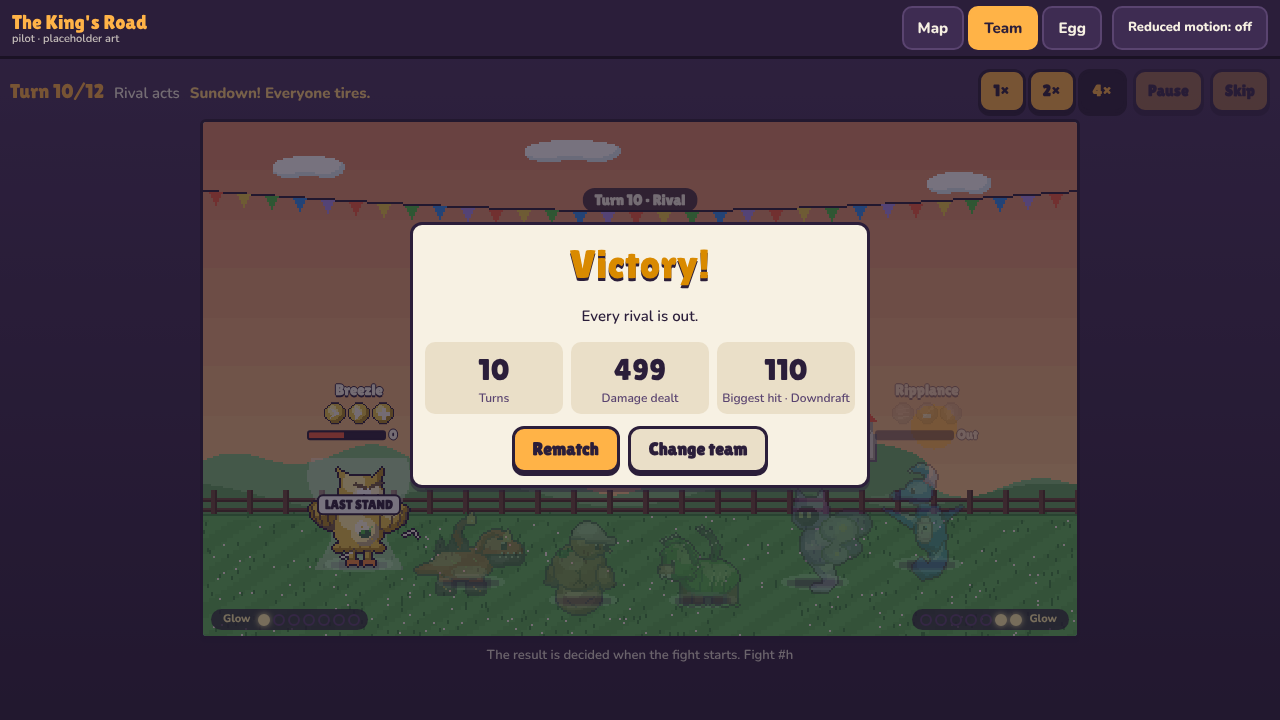 The King's Road
pilot · placeholder art
Map
Team
Egg
Reduced motion: off
Turn 10/12
Rival acts
Sundown! Everyone tires.
1×
2×
4×
Pause
Skip
Turn 10 · Rival
Victory!
Every rival is out.
10
Turns
499
Damage dealt
110
Biggest hit · Downdraft
Rematch
Change team
Breezle
0
LAST STAND
Ripplance
Out
Glow
Glow
The result is decided when the fight starts. Fight #h